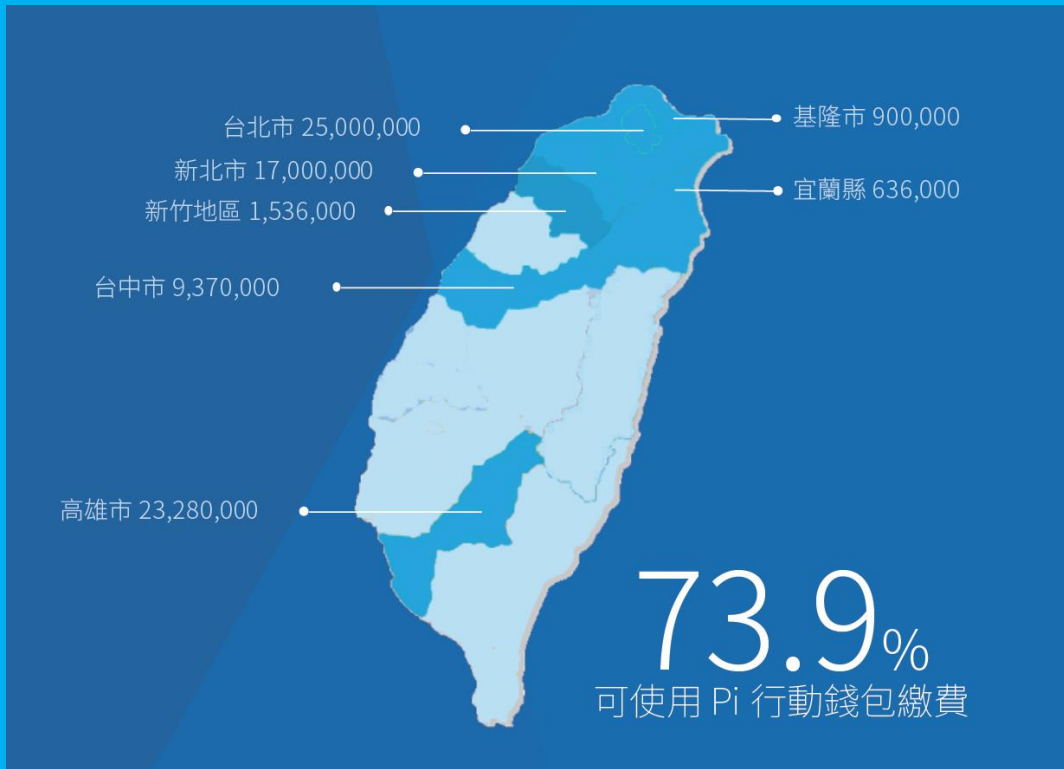 台北市 25,000,000
基隆市 900,000
新北市 17,000,000
宜蘭縣 636,000
新竹地區 1,536,000
台中市 9,370,000
高雄市 23,280,000
73.9%
可使用 Pi 行動錢包繳費